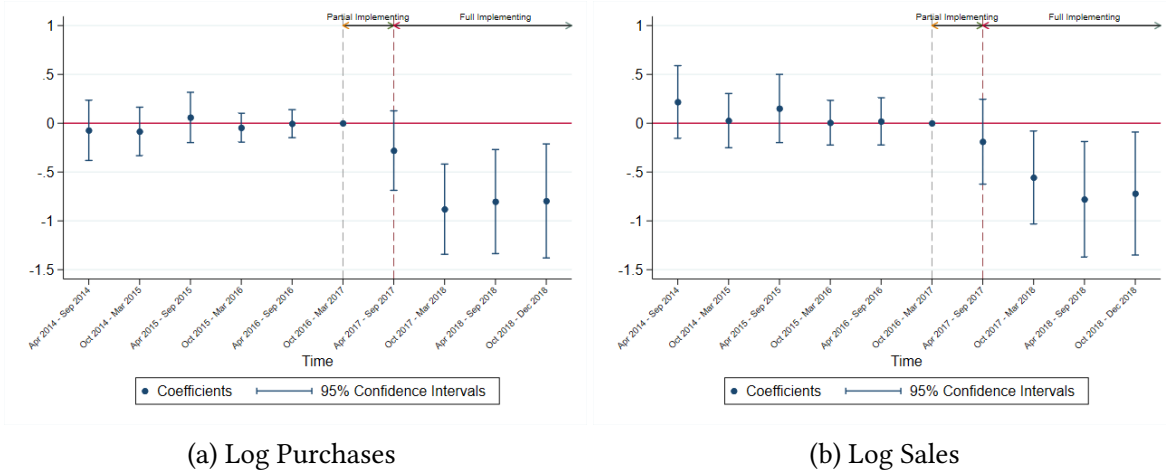 Partial Implementing Full Implementing
1
.5
0
-.5
-1
-1.5
Apr 2014 - Sep 2014
Oct 2014 - Mar 2015
Apr 2015 - Sep 2015
Oct 2015 - Mar 2016
Apr 2016 - Sep 2016
Oct 2016 - Mar 2017
Apr 2017 - Sep 2017
Oct 2017 - Mar 2018
Apr 2018 - Sep 2018
Oct 2018 - Dec 2018
Time
Coefficients 95% Confidence Intervals
(a) Log Purchases
Partial Implementing Full Implementing
1
.5
0
-.5
-1
-1.5
Apr 2014 - Sep 2014
Oct 2014 - Mar 2015
Apr 2015 - Sep 2015
Oct 2015 - Mar 2016
Apr 2016 - Sep 2016
Oct 2016 - Mar 2017
Apr 2017 - Sep 2017
Oct 2017 - Mar 2018
Apr 2018 - Sep 2018
Oct 2018 - Dec 2018
Time
Coefficients 95% Confidence Intervals
(b) Log Sales